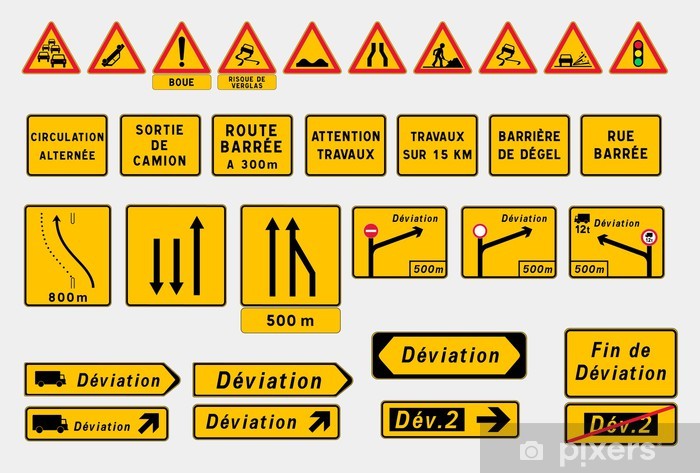 BOUE
RISQUE DE
VERGLAS
CIRCULATION
ALTERNÉE
SORTIE
DE
CAMION
ROUTE
BARRÉE
A 300m
ATTENTION
TRAVAUX
TRAVAUX
SUR 15 KM
BARRIÈRE
DE DÉGEL
RUE
BARRÉE
800m
500 m
Déviation
500m
Déviation
500m
12t
Déviation
12t
500m
Déviation
Fin de
Déviation
Déviation
Déviation
Déviation
Déviation
Dév.2
Dév.2
pixers